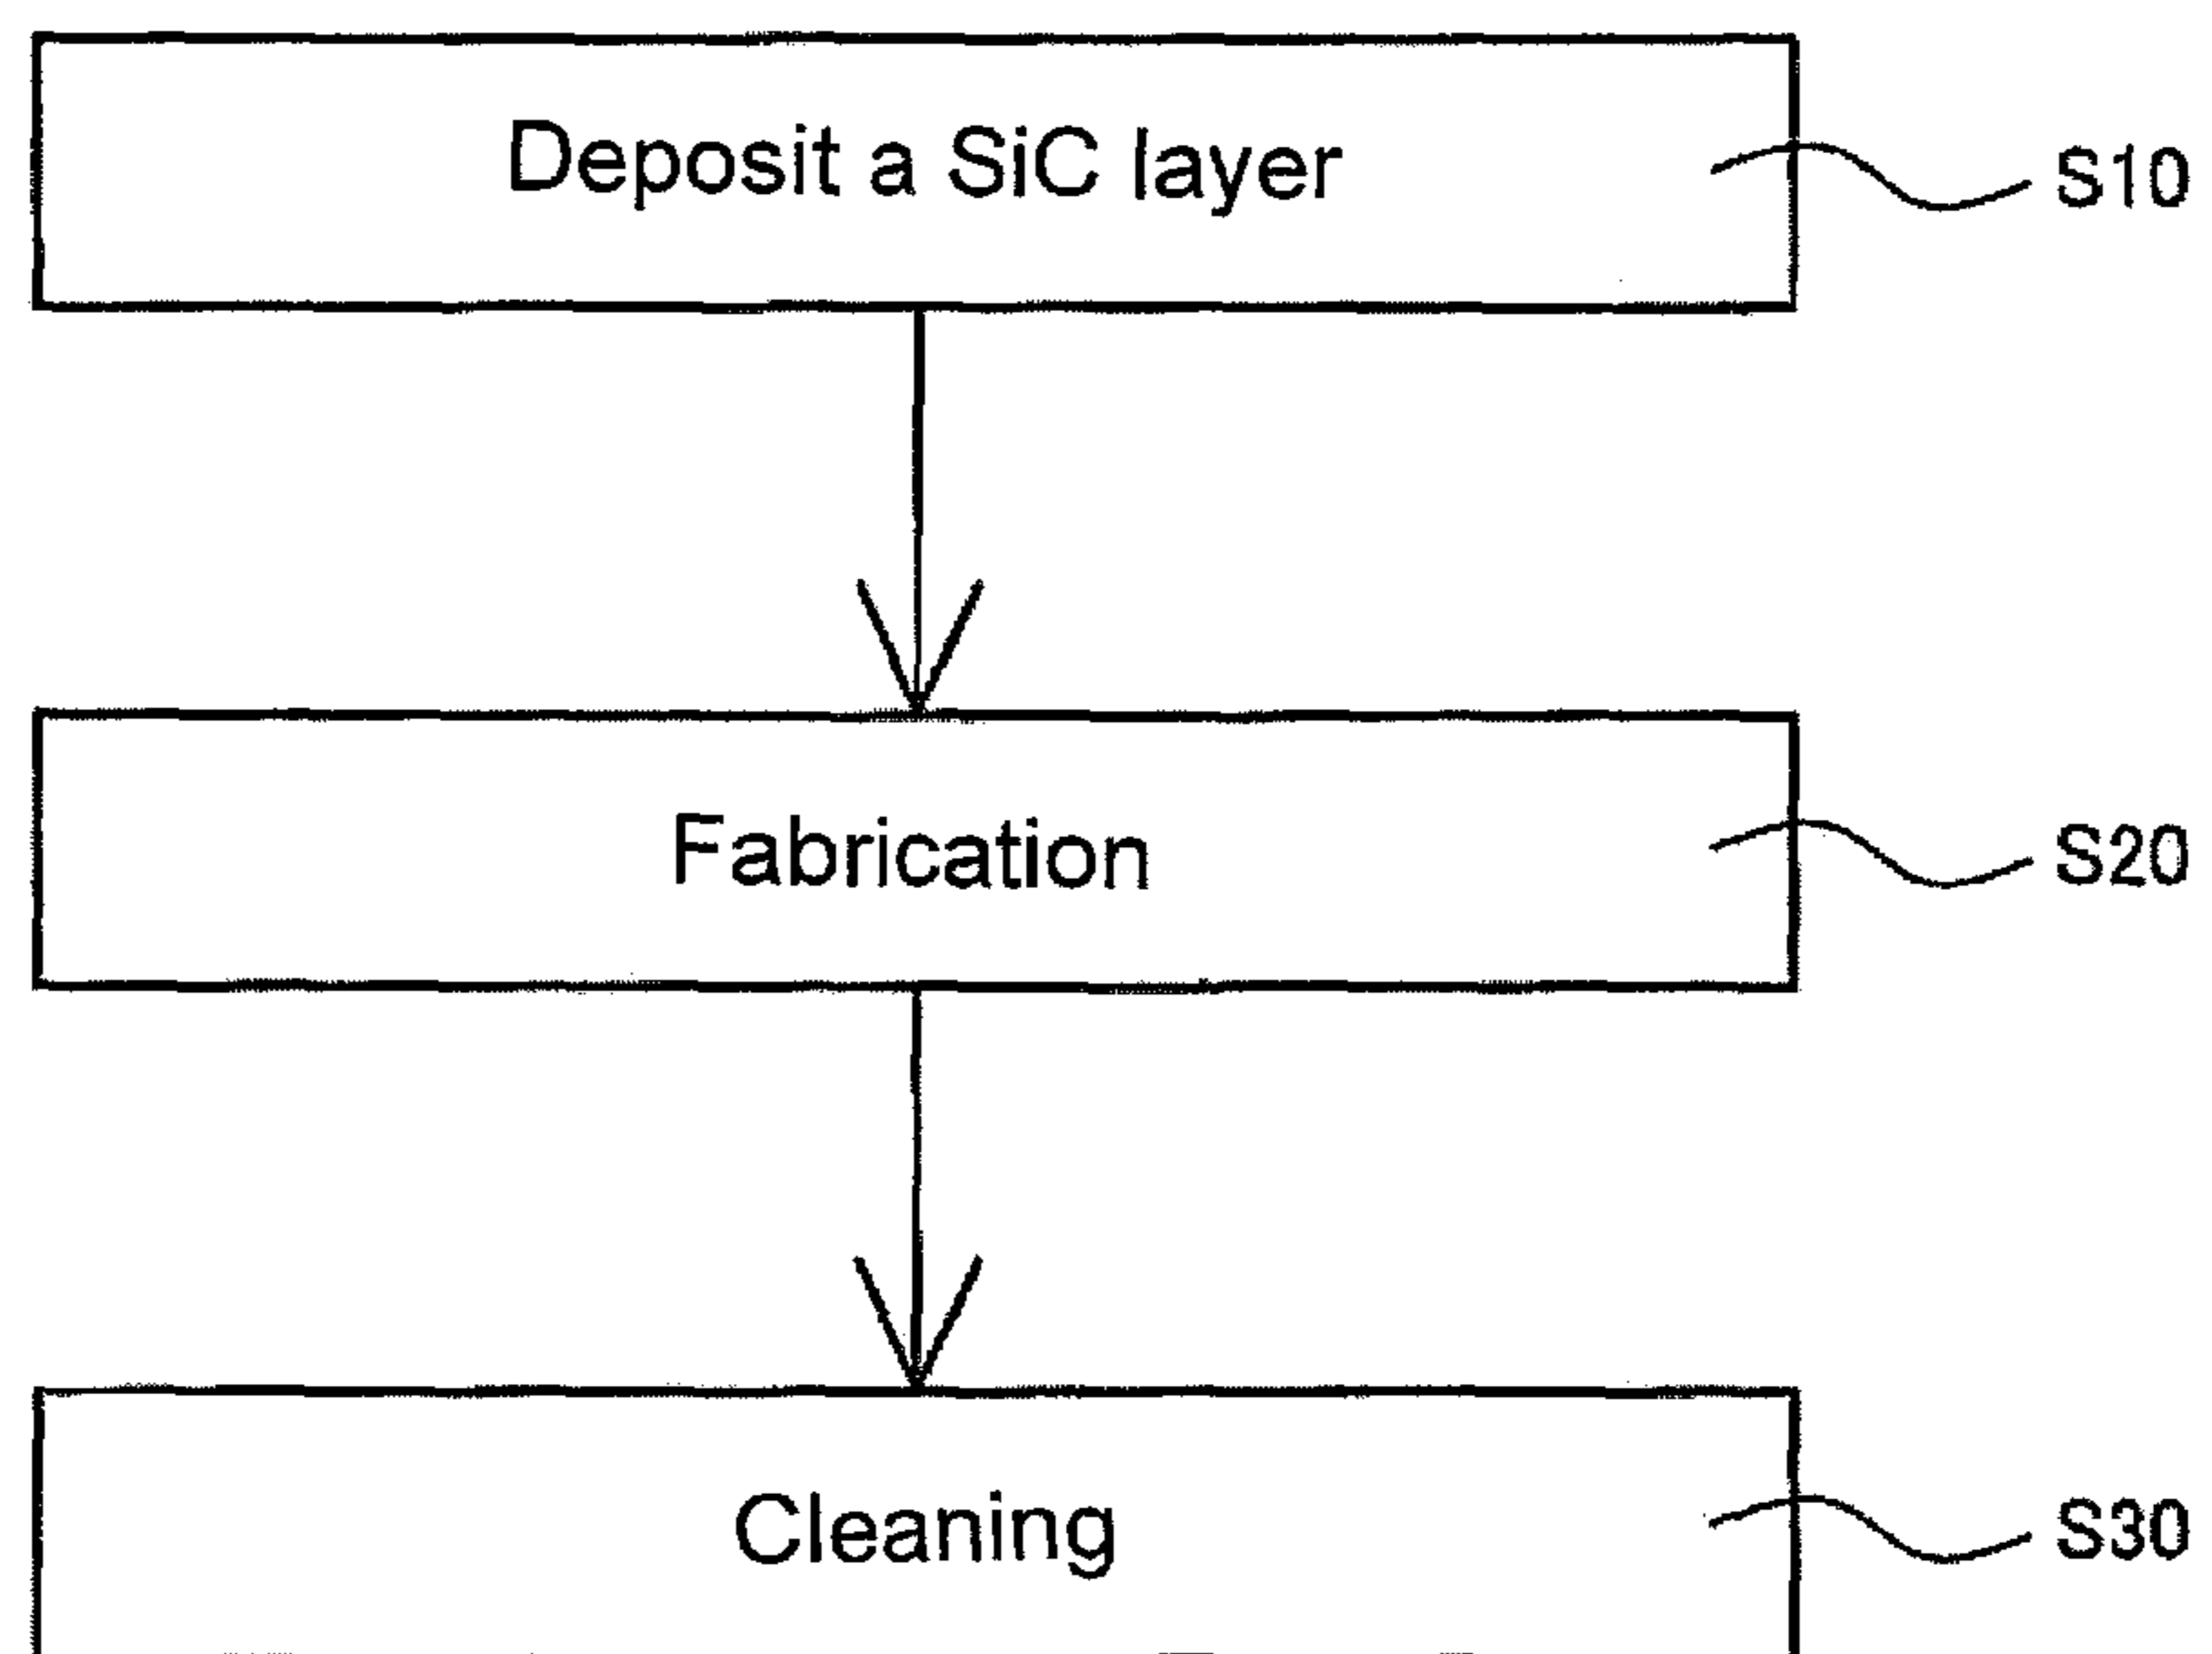 Deposit a SiC layer
S10
Fabrication
S20
Cleaning
S30